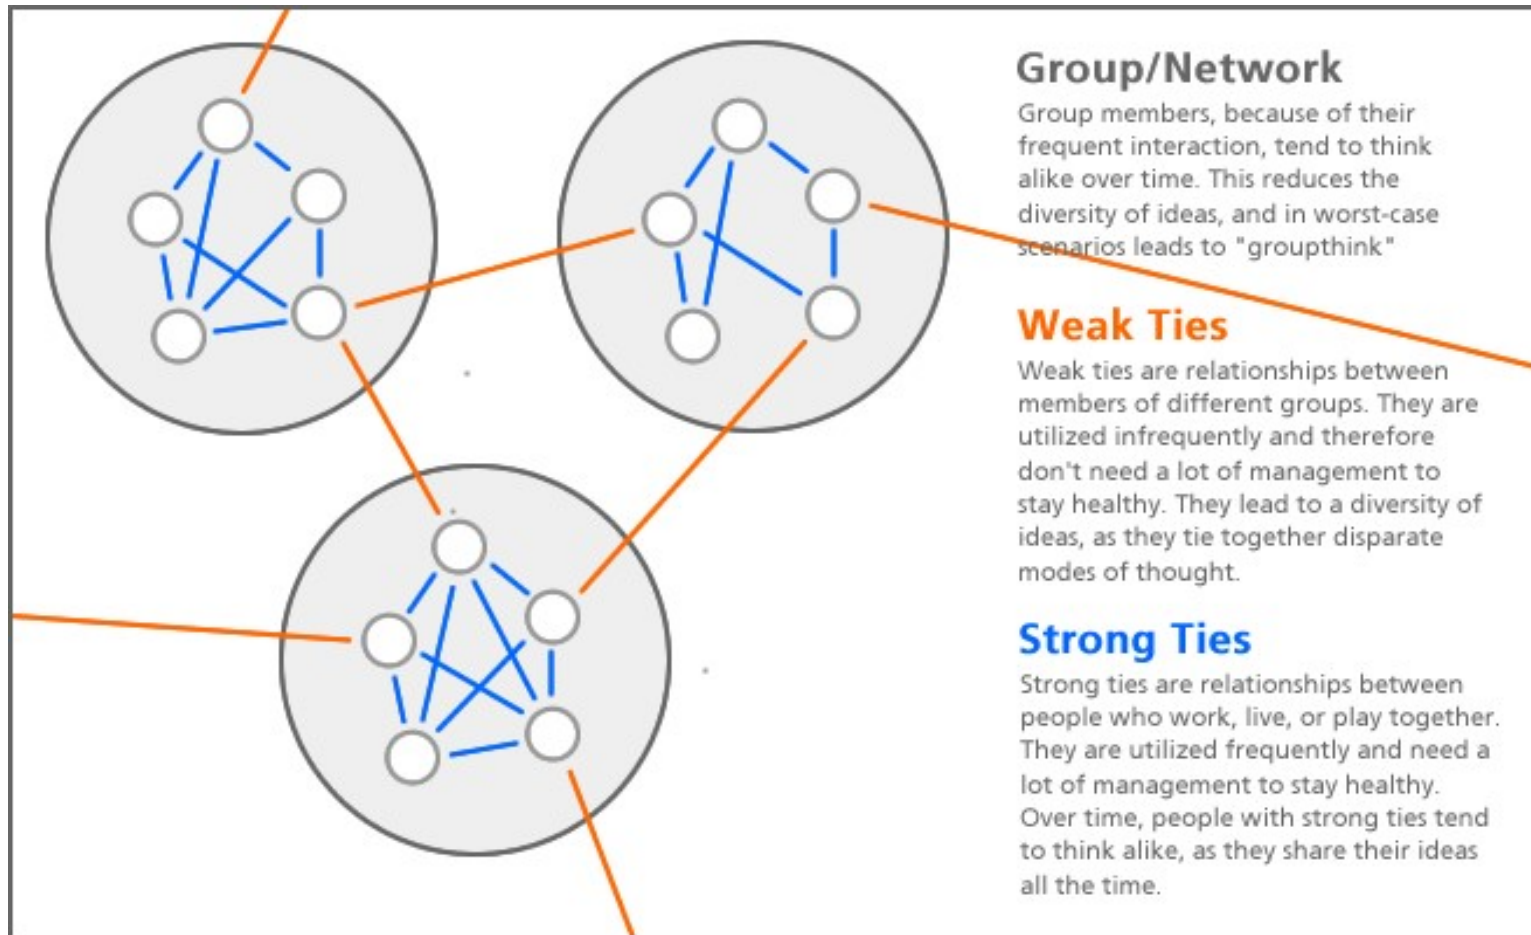 Group/Network
Group members, because of their
frequent interaction, tend to think
alike over time. This reduces the
diversity of ideas, and in worst-case
scenarios leads to "groupthink"
Weak Ties
Weak ties are relationships between
members of different groups. They are
utilized infrequently and therefore
don't need a lot of management to
stay healthy. They lead to a diversity of
ideas, as they tie together disparate
modes of thought.
Strong Ties
Strong ties are relationships between
people who work, live, or play together.
They are utilized frequently and need a
lot of management to stay healthy.
Over time, people with strong ties tend
to think alike, as they share their ideas
all the time.